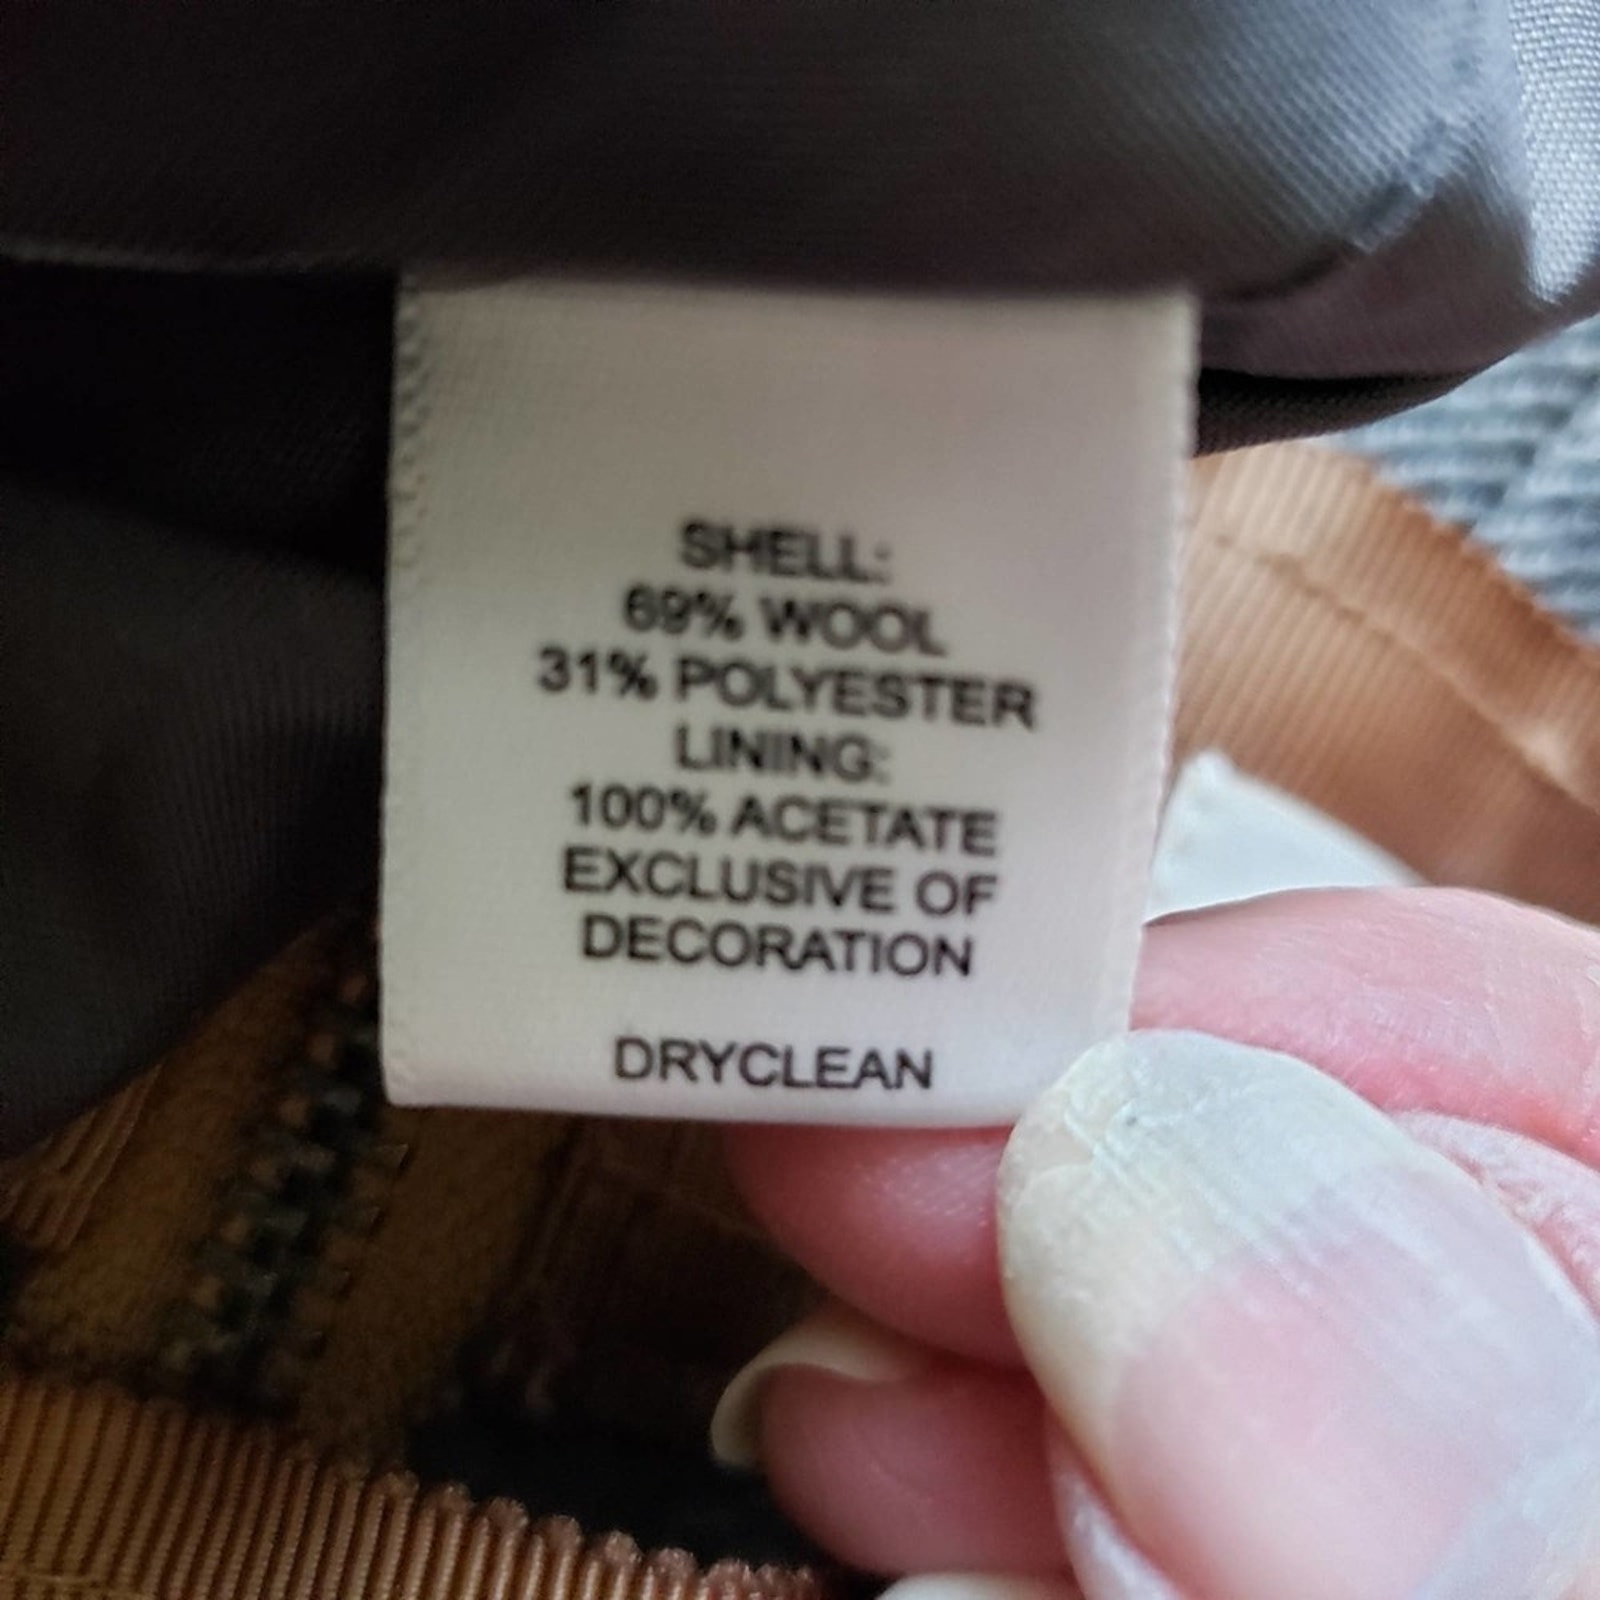 SHELL:
69% WOOL
31% POLYESTER
LINING:
100% ACETATE
EXCLUSIVE OF
DECORATION
DRYCLEAN